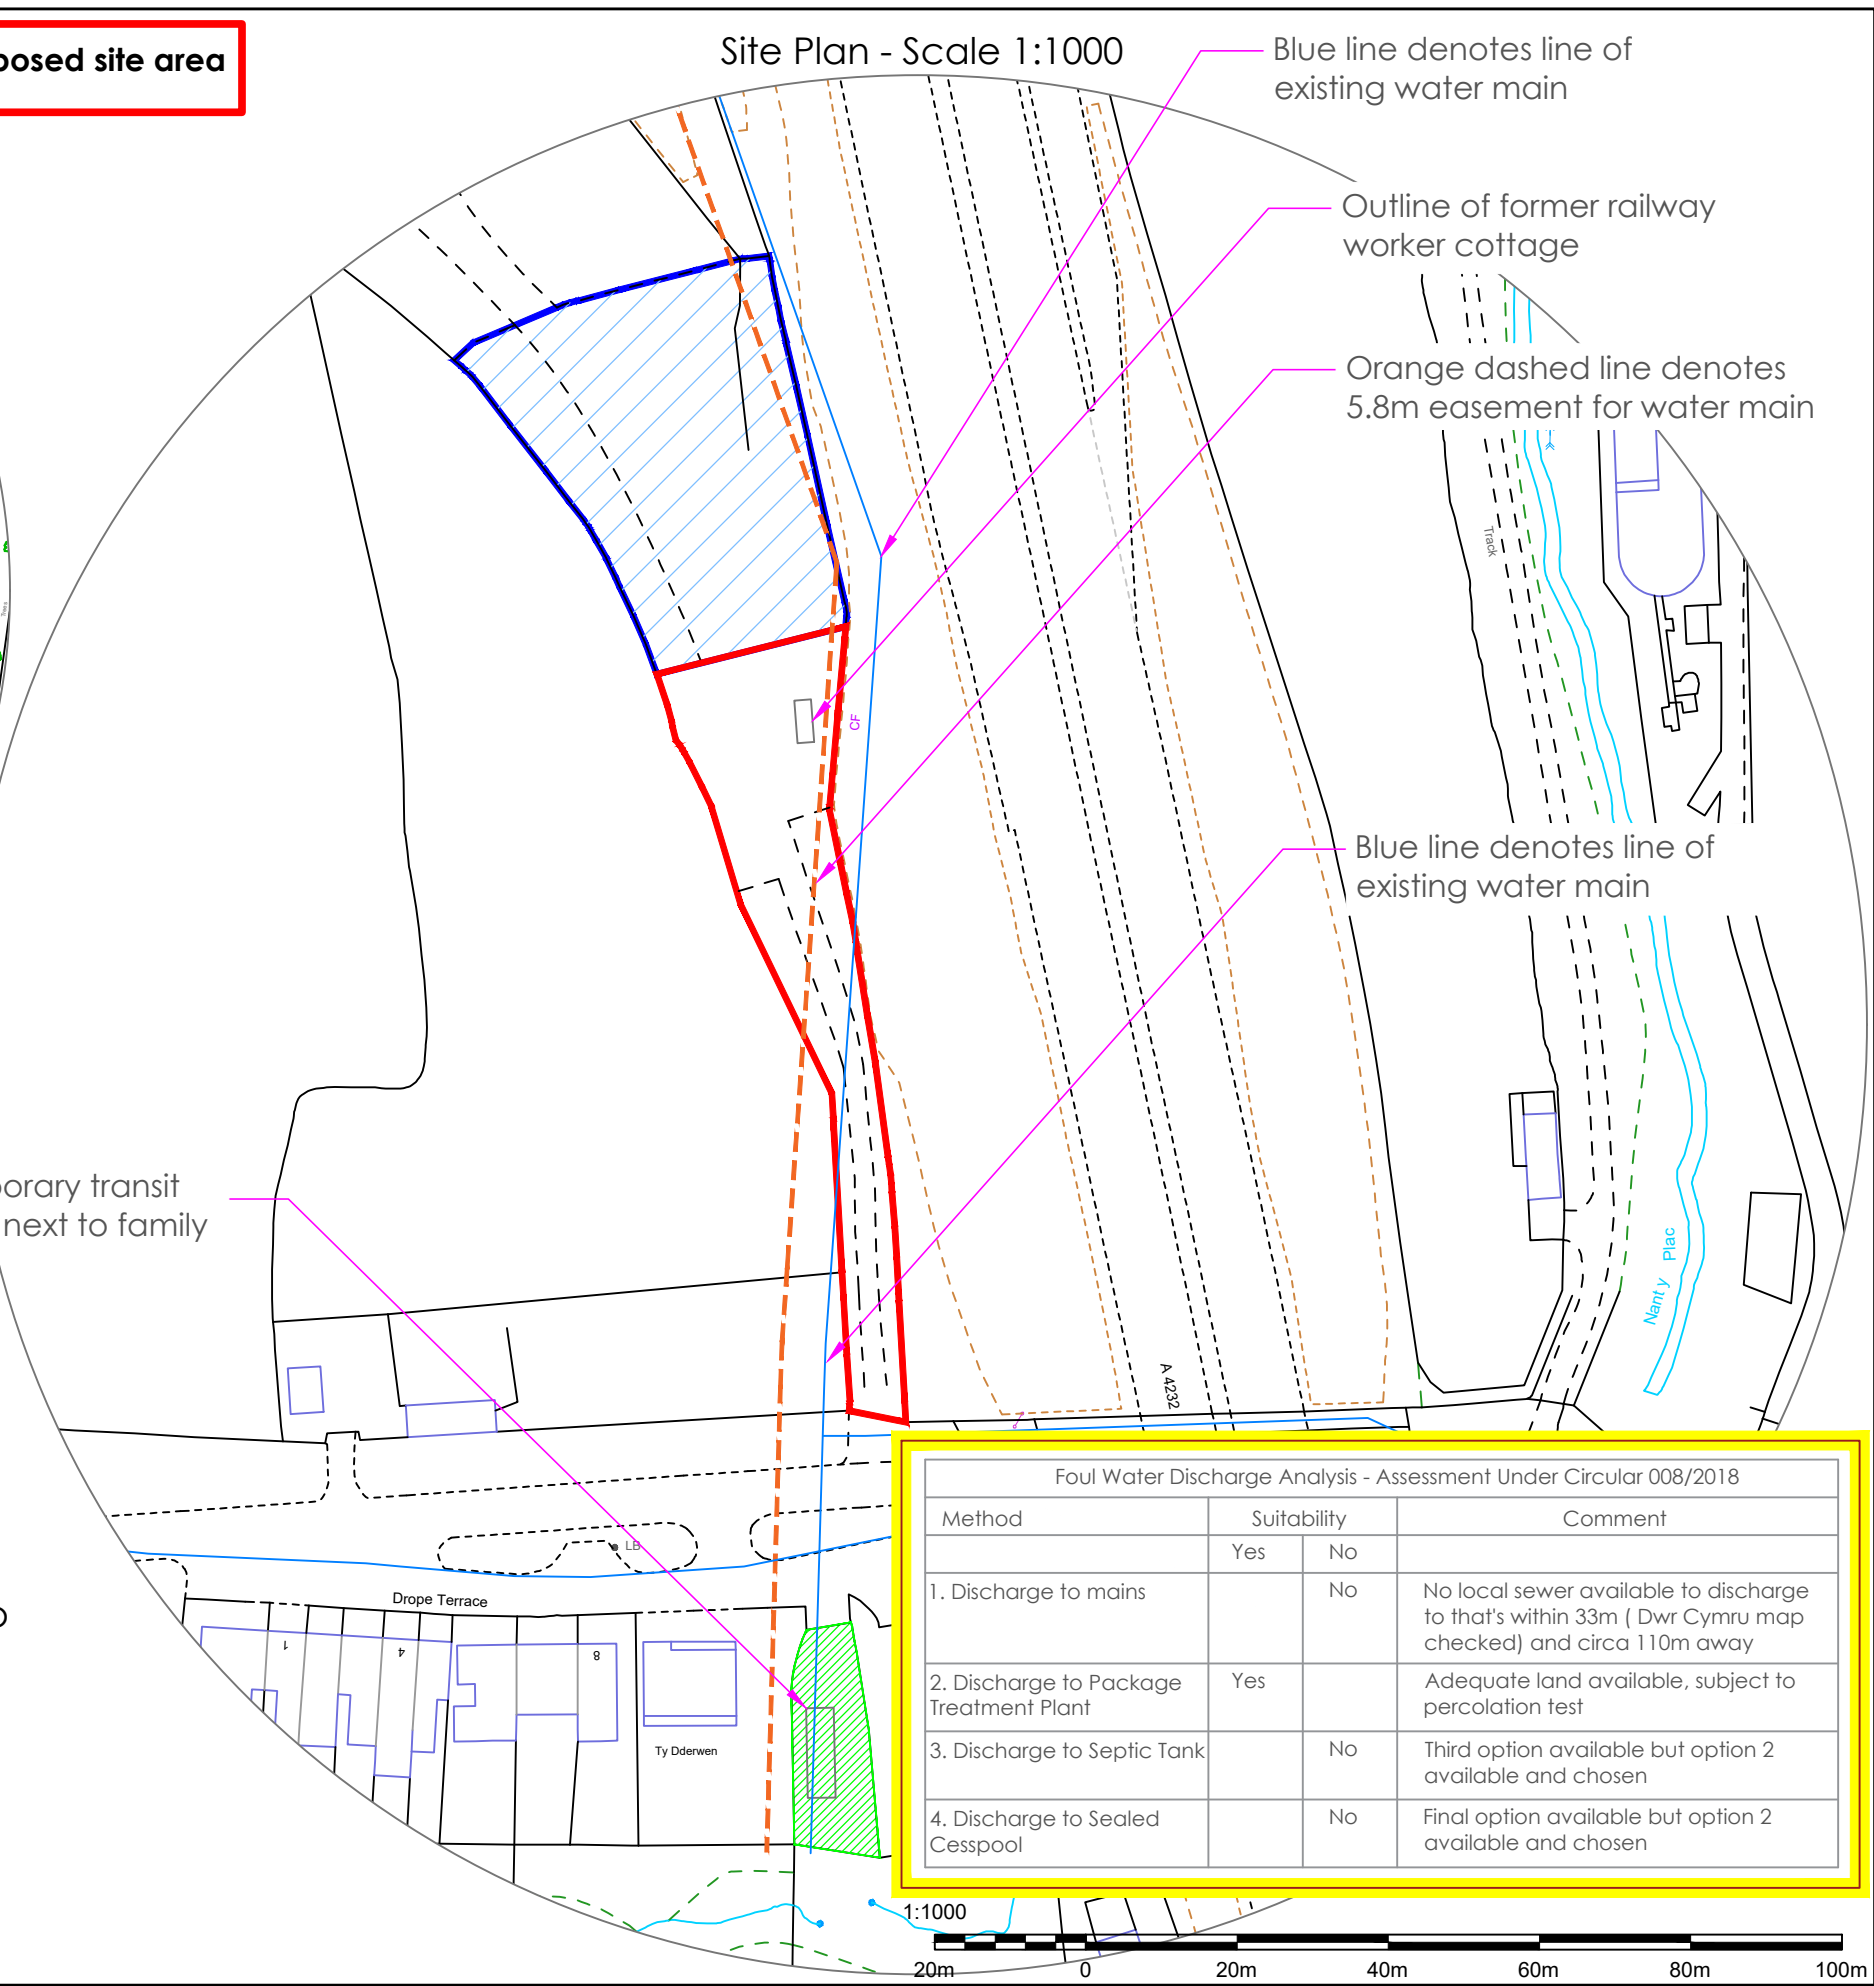 posed site area
Site Plan - Scale 1:1000
Blue line denotes line of
existing water main
Outline of former railway
worker cottage
Orange dashed line denotes
5.8m easement for water main
Track
CF
Blue line denotes line of
existing water main
porary transit
next to family
Nant y Plac
A 4232
LB
Drope Terrace
1
4
8
Ty Dderwen
Foul Water Discharge Analysis - Assessment Under Circular 008/2018
Method Suitability Comment
Yes No
1. Discharge to mains No No local sewer available to discharge
to that's within 33m ( Dwr Cymru map
checked) and circa 110m away
2. Discharge to Package Yes Adequate land available, subject to
Treatment Plant percolation test
3. Discharge to Septic Tank No Third option available but option 2
available and chosen
4. Discharge to Sealed No Final option available but option 2
Cesspool available and chosen
1:1000
20m 0 20m 40m 60m 80m 100m